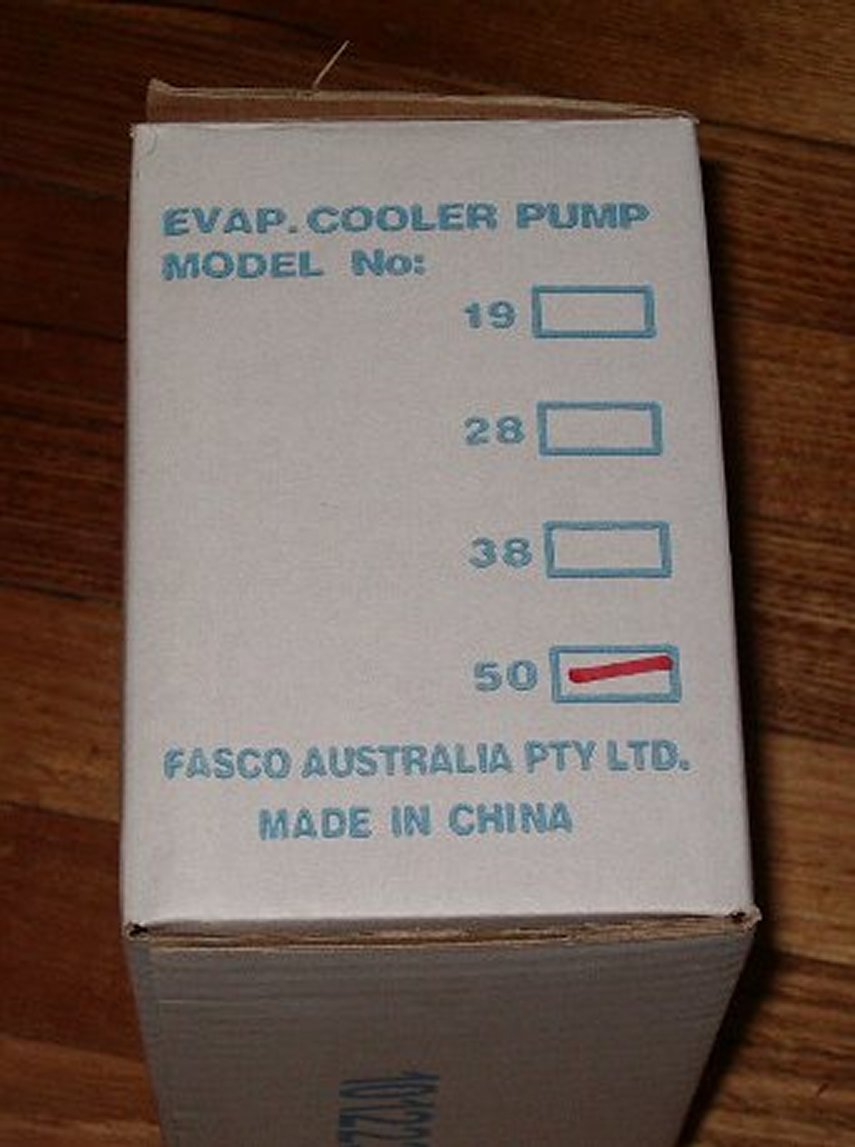 EVAP. COOLER PUMP
MODEL No:
19
28
38
50
FASCO AUSTRALIA PTY LTD.
MADE IN CHINA